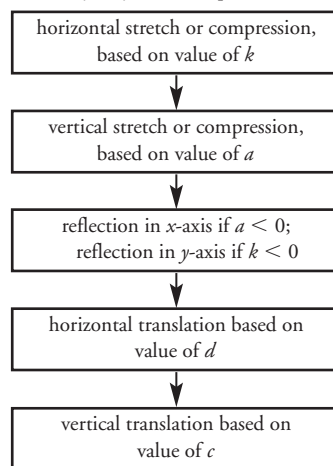 horizontal stretch or compression,
based on value of k
vertical stretch or compression,
based on value of a
reflection in x-axis if a < 0;
reflection in y-axis if k < 0
horizontal translation based on
value of d
vertical translation based on
value of c